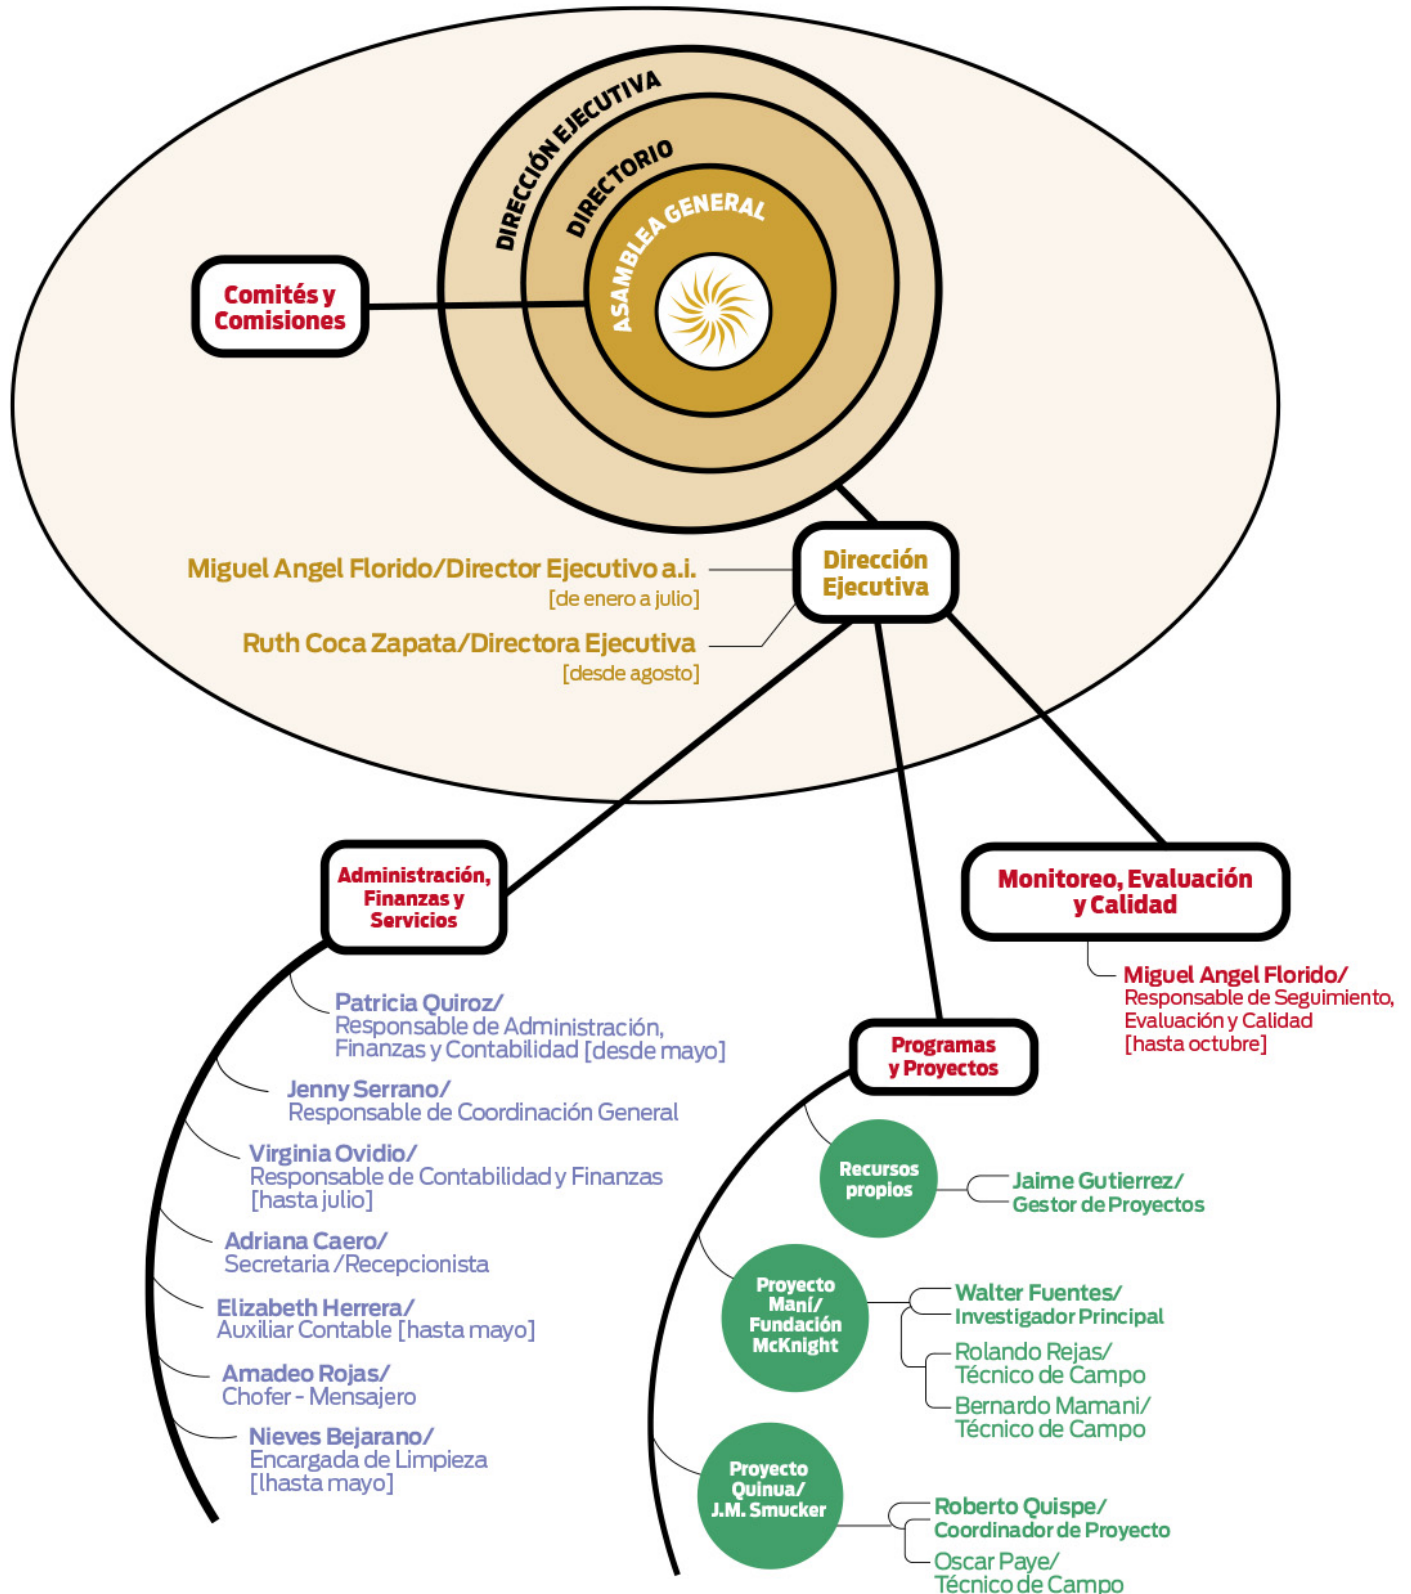 DIRECCIÓN EJECUTIVA
DIRECTORIO
ASAMBLEA GENERAL
Comités y
Comisiones
Dirección
Ejecutiva
Miguel Angel Florido/Director Ejecutivo a.i.
[de enero a julio]
Ruth Coca Zapata/Directora Ejecutiva
[desde agosto]
Administración,
Finanzas y
Servicios
Patricia Quiroz/
Responsable de Administración,
Finanzas y Contabilidad [desde mayo]
Jenny Serrano/
Responsable de Coordinación General
Virginia Ovidio/
Responsable de Contabilidad y Finanzas
[hasta julio]
Adriana Caero/
Secretaria /Recepcionista
Elizabeth Herrera/
Auxiliar Contable [hasta mayo]
Amadeo Rojas/
Chofer - Mensajero
Nieves Bejarano/
Encargada de Limpieza
[lhasta mayo]
Monitoreo, Evaluación
y Calidad
Miguel Angel Florido/
Responsable de Seguimiento,
Evaluación y Calidad
[hasta octubre]
Programas
y Proyectos
Recursos
propios
Jaime Gutierrez/
Gestor de Proyectos
Proyecto
Maní/
Fundación
McKnight
Walter Fuentes/
Investigador Principal
Rolando Rejas/
Técnico de Campo
Bernardo Mamani/
Técnico de Campo
Proyecto
Quinua/
J.M. Smucker
Roberto Quispe/
Coordinador de Proyecto
Oscar Paye/
Técnico de Campo